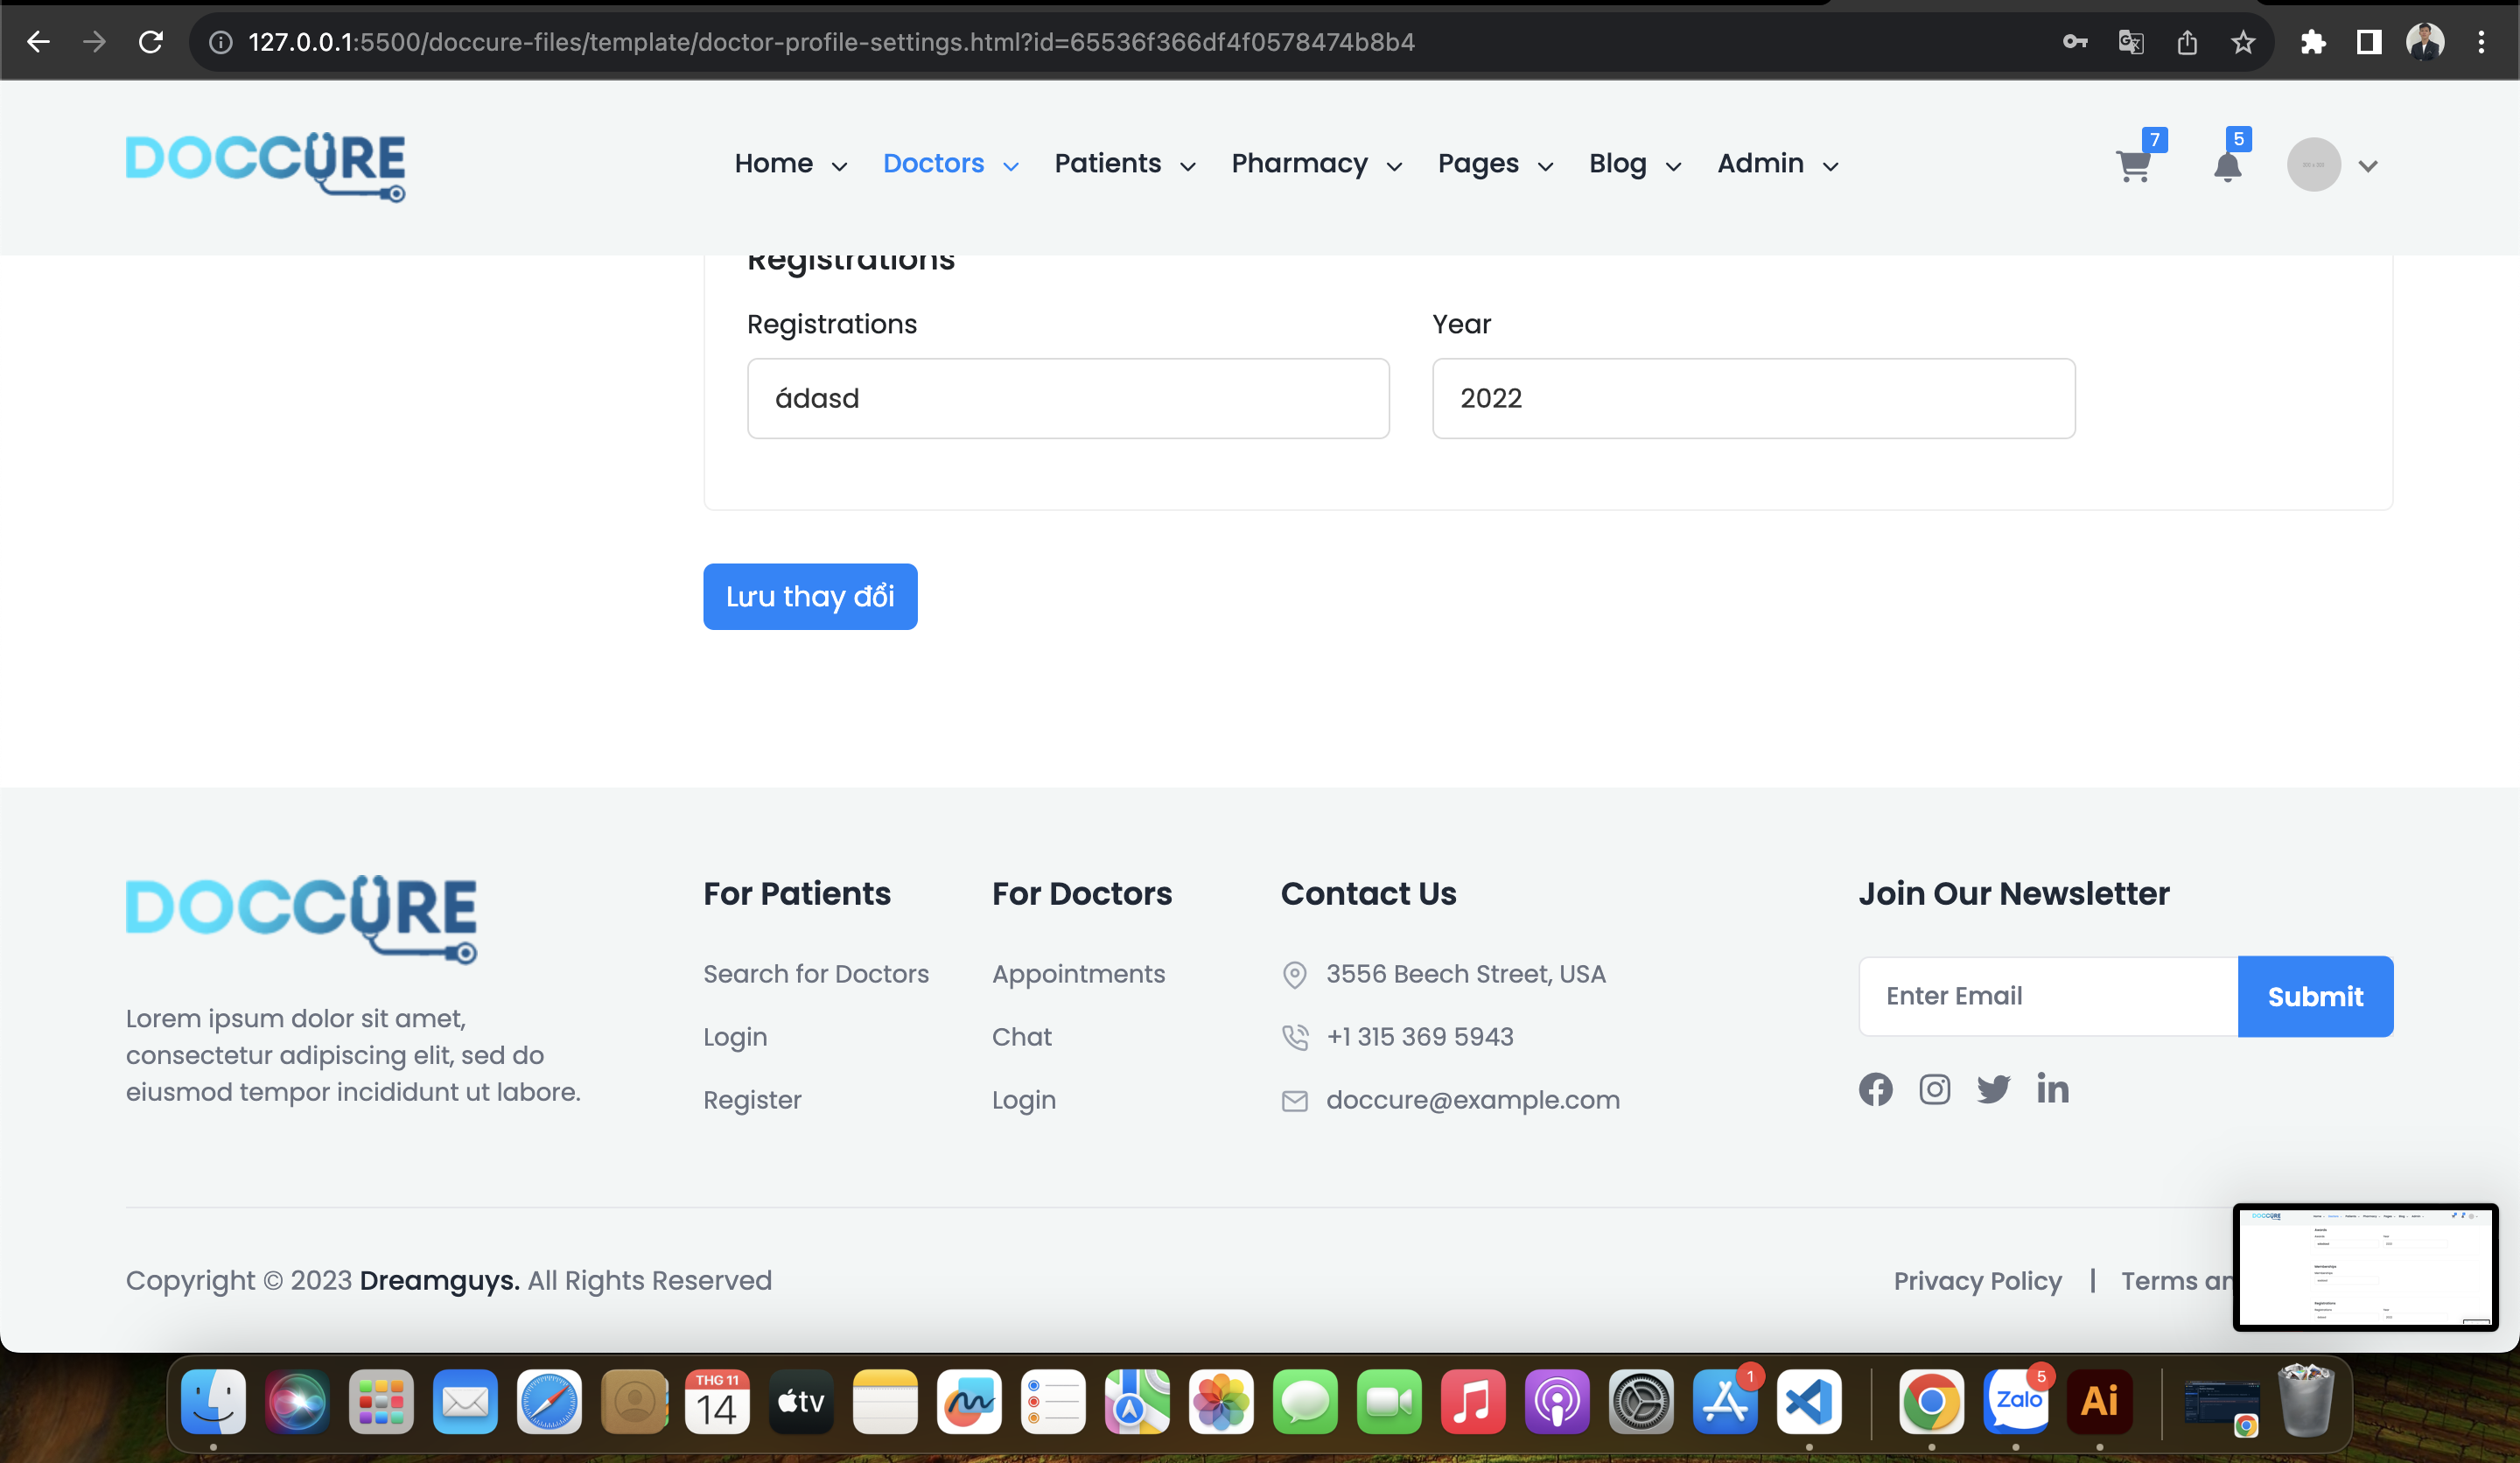 127.0.0.1:5500/doccure-files/template/doctor-profile-settings.html?id=65536f366df4f0578474b8b4
DOCCURE
Home Doctors Patients Pharmacy Pages Blog Admin 7 5
Registrations
Registrations Year
ádasd 2022
Lưu thay đổi
DOCCURE
Lorem ipsum dolor sit amet,
consectetur adipiscing elit, sed do
eiusmod tempor incididunt ut labore.
For Patients
Search for Doctors
Login
Register
For Doctors
Appointments
Chat
Login
Contact Us
3556 Beech Street, USA
+1 315 369 5943
doccure@example.com
Join Our Newsletter
Enter Email Submit
Copyright © 2023 Dreamguys. All Rights Reserved
Privacy Policy | Terms an
THG 11
14
tv
1
Zalo
5
Ai